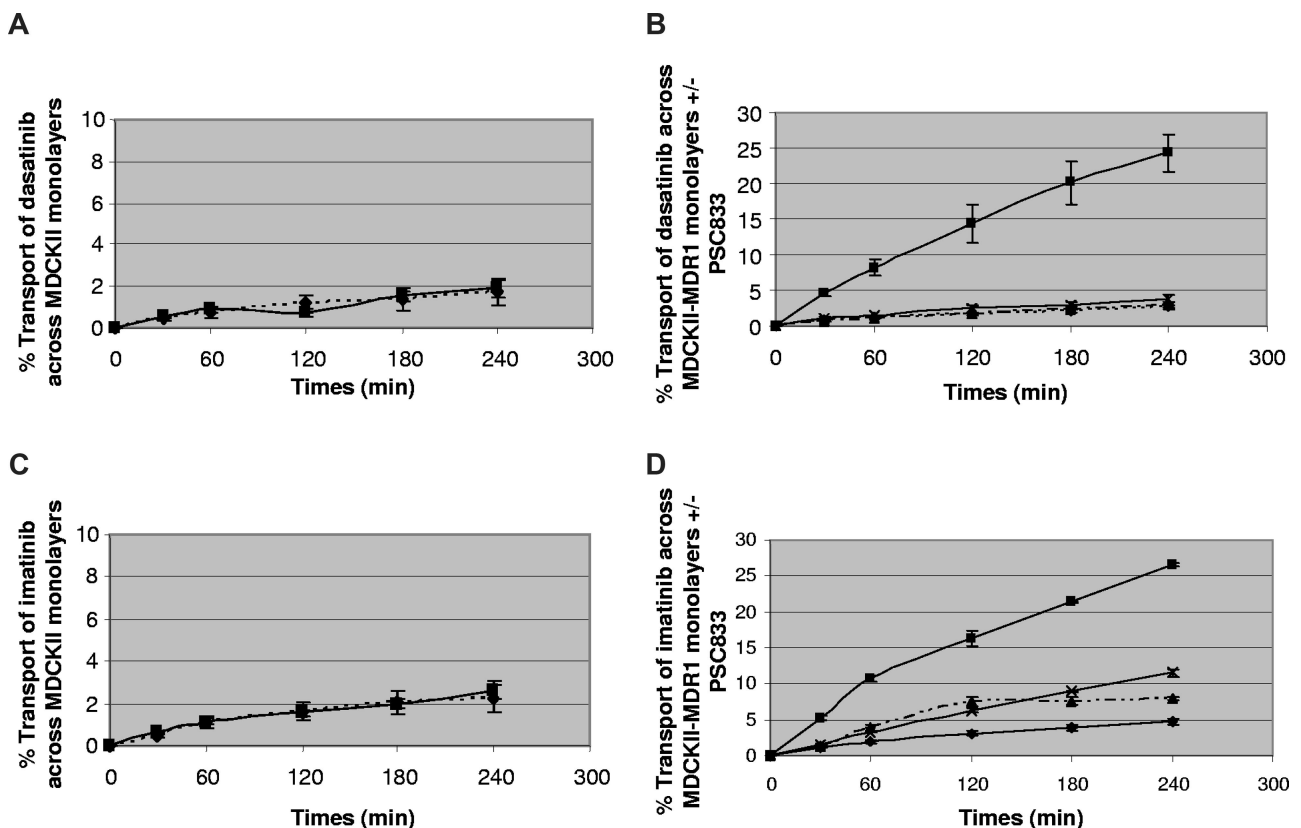 A
% Transport of dasatinib
across MDCKII monolayers
10
8
6
4
2
0
0 60 120 180 240 300
Times (min)
B
% Transport of dasatinib across
MDCKII-MDR1 monolayers +/-
PSC833
30
25
20
15
10
5
0
0 60 120 180 240 300
Times (min)
C
% Transport of imatinib
across MDCKII monolayers
10
8
6
4
2
0
0 60 120 180 240 300
Times (min)
D
% Transport of imatinib across
MDCKII-MDR1 monolayers +/-
PSC833
30
25
20
15
10
5
0
0 60 120 180 240 300
Times (min)